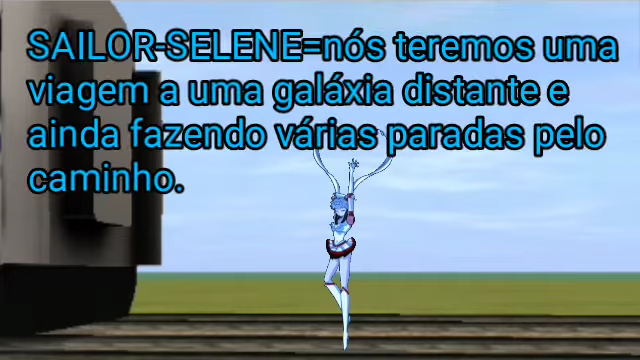 SAILOR-SELENE=nós teremos uma
viagem a uma galáxia distante e
ainda fazendo várias paradas pelo
caminho.